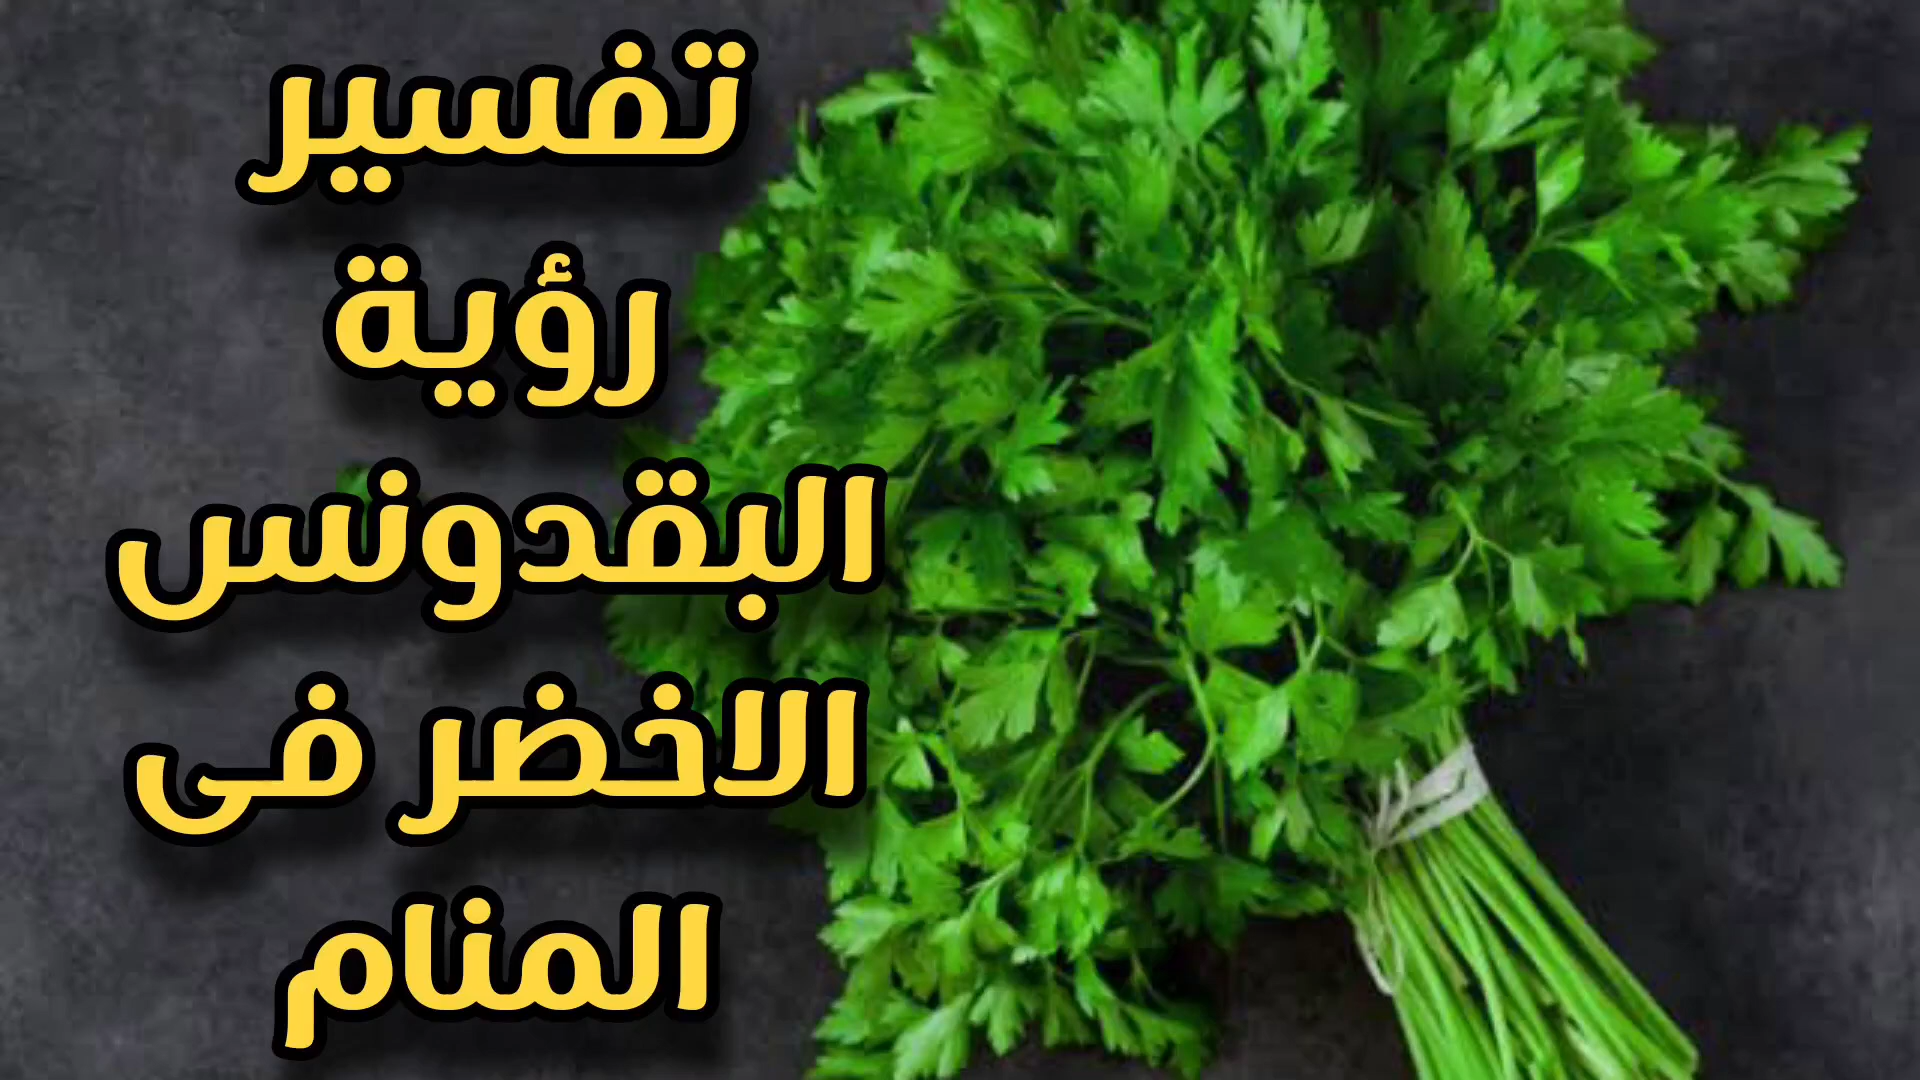 تفسير
رؤية
البقدونس
الاخضر فى
المنام